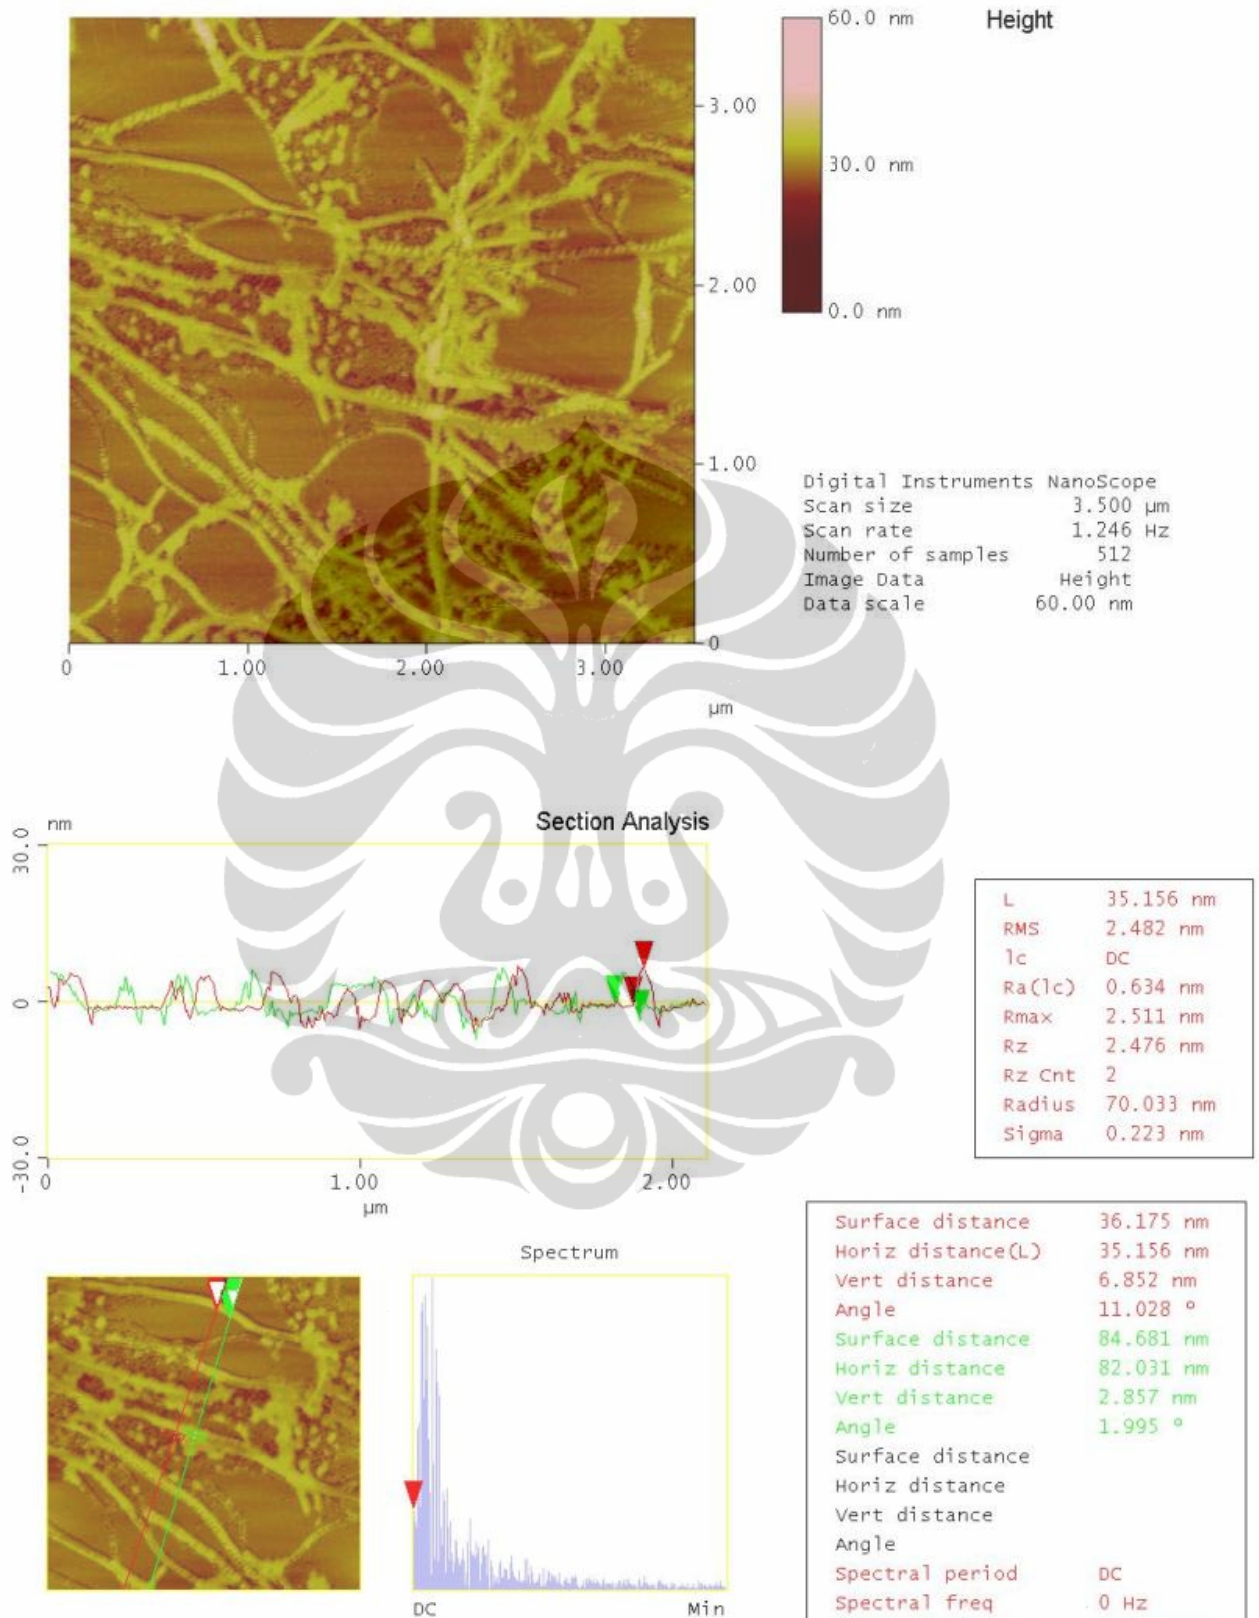 60.0 nm
Height
3.00
30.0 nm
2.00
0.0 nm
1.00
Digital Instruments NanoScope
Scan size 3.500 µm
Scan rate 1.246 Hz
Number of samples 512
Image Data Height
Data scale 60.00 nm
0
0 1.00 2.00 3.00
µm
nm
Section Analysis
30.0
0
-30.0
0 1.00 2.00
µm
L 35.156 nm
RMS 2.482 nm
lc DC
Ra(lc) 0.634 nm
Rmax 2.511 nm
Rz 2.476 nm
Rz Cnt 2
Radius 70.033 nm
Sigma 0.223 nm
Spectrum
DC Min
Surface distance 36.175 nm
Horiz distance(L) 35.156 nm
Vert distance 6.852 nm
Angle 11.028 °
Surface distance 84.681 nm
Horiz distance 82.031 nm
Vert distance 2.857 nm
Angle 1.995 °
Surface distance
Horiz distance
Vert distance
Angle
Spectral period DC
Spectral freq 0 Hz